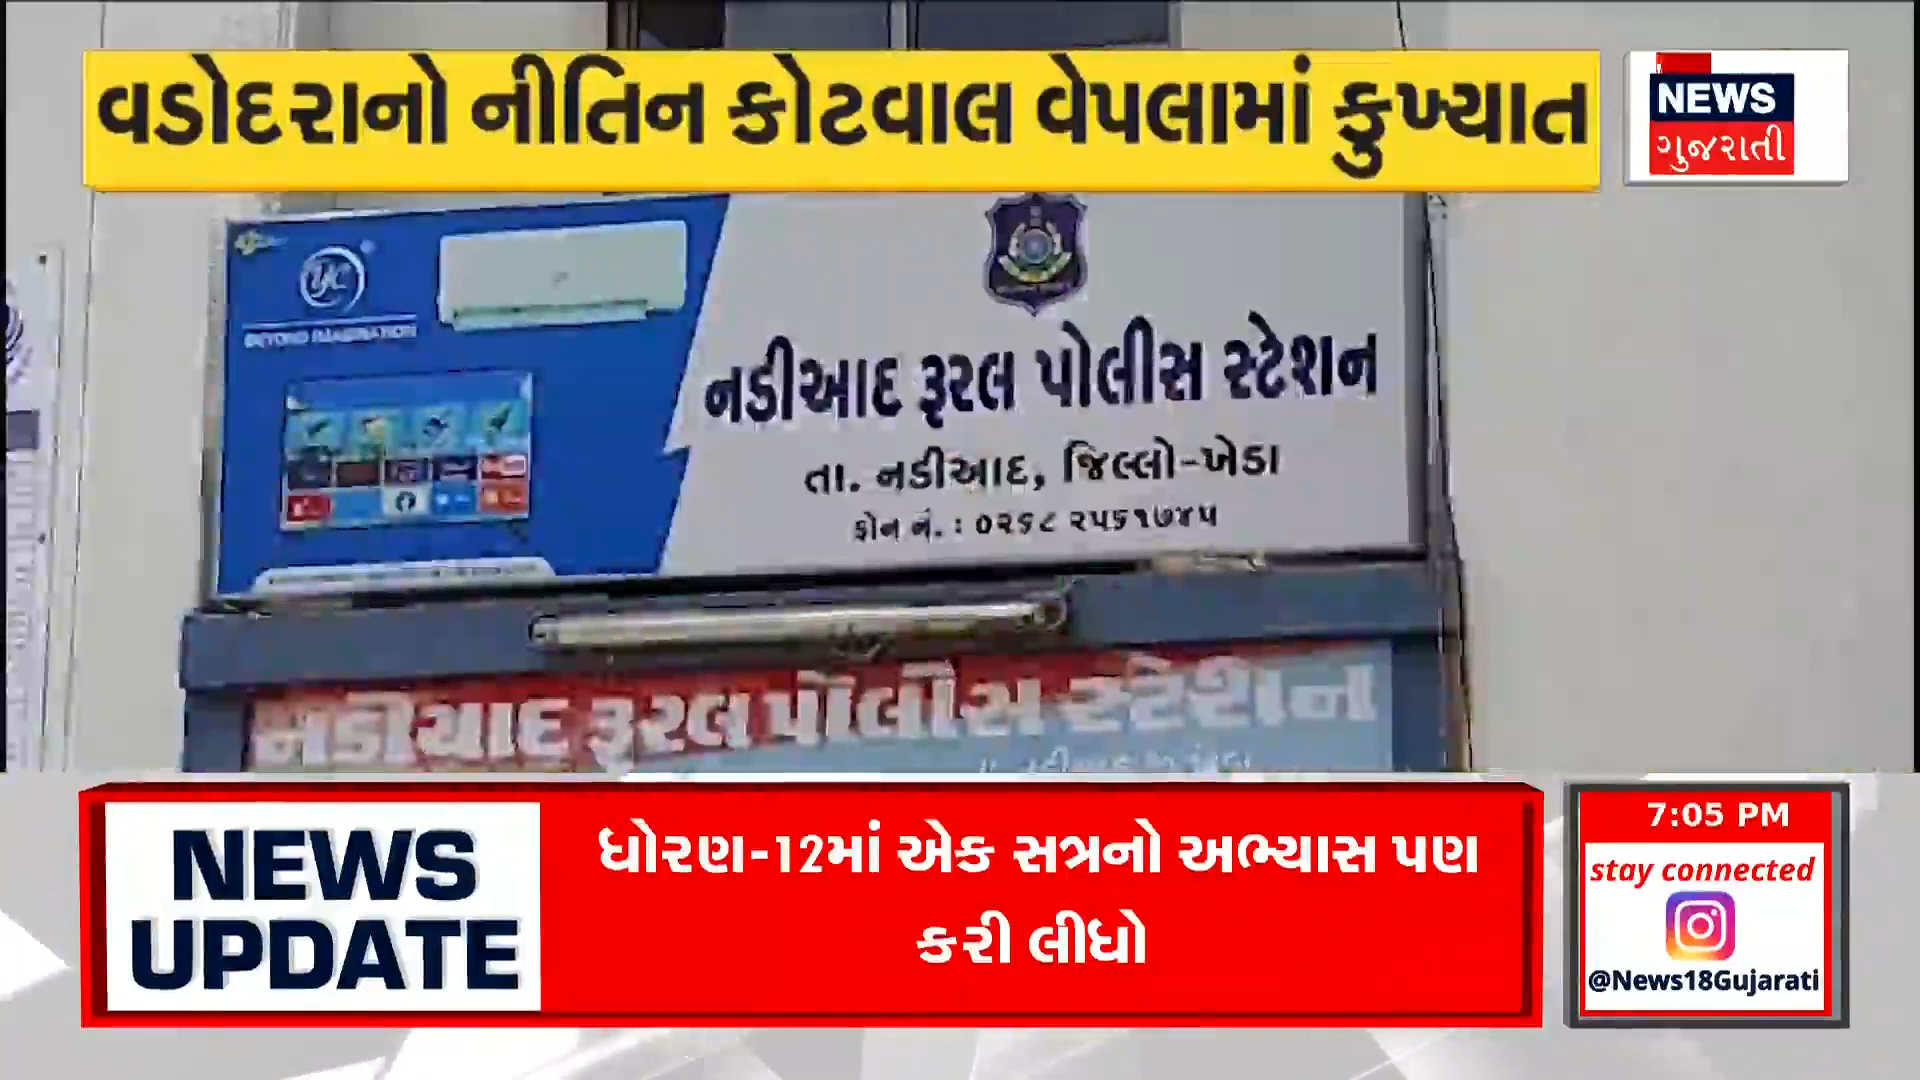 વડોદરાનો નીતિન કોટવાલ વેપલામાં કુખ્યાત
NEWS
ગુજરાતી
BEYOND IMAGINATION
નડીઆદ રૂરલ પોલીસ સ્ટેશન
તા. નડીઆદ, જિલ્લો-ખેડા
ફોન નં. : ૦૨૬૮ ૨૫૬૧૭૪૫
નડીયાદ રૂરલ પોલીસ સ્ટેશન
NEWS
UPDATE
ધોરણ-12માં એક સત્રનો અભ્યાસ પણ
કરી લીધો
7:05 PM
stay connected
@News18Gujarati